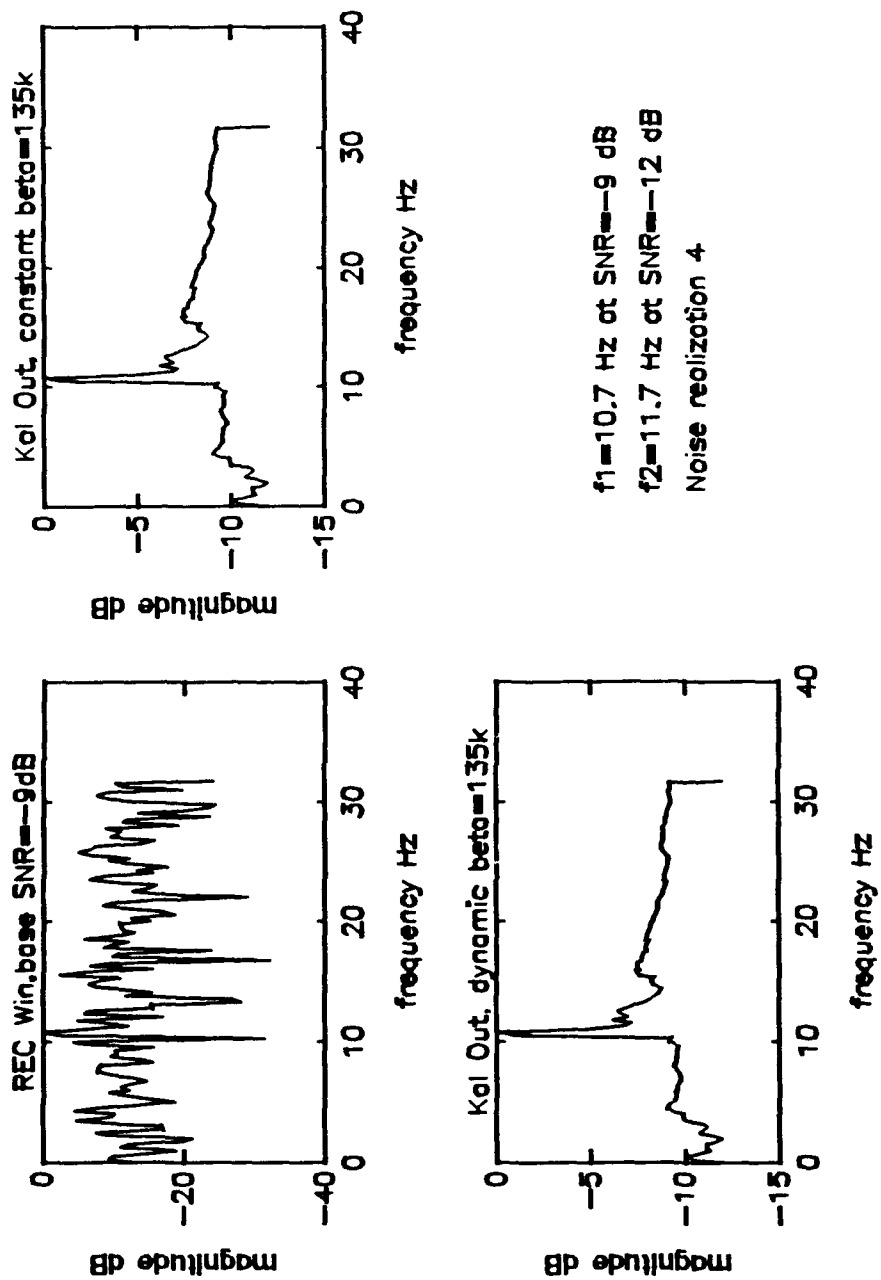 REC Win,base SNR=-9dB
0
-20
-40
magnitude dB
0
10
20
30
40
frequency Hz
Kal Out, constant beta=135k
0
-5
-10
-15
magnitude dB
0
10
20
30
40
frequency Hz
Kal Out, dynamic beta=135k
0
-5
-10
-15
magnitude dB
0
10
20
30
40
frequency Hz
f1=10.7 Hz at SNR=-9 dB
f2=11.7 Hz at SNR=-12 dB
Noise realization 4